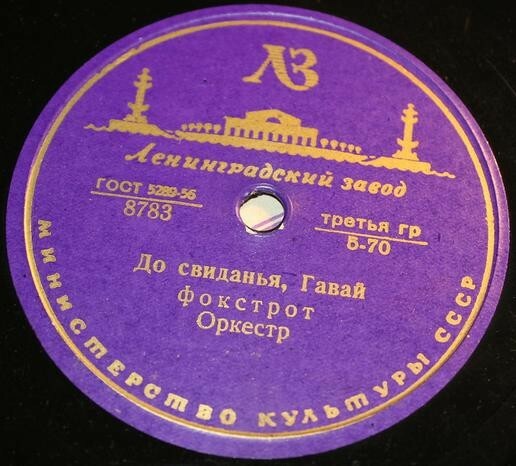 ЛЗ
Ленинградский завод
ГОСТ 5289-56
8783
третья гр
Б-70
До свиданья, Гавай
фокстрот
Оркестр
МИНИСТЕРСТВО КУЛЬТУРЫ СССР